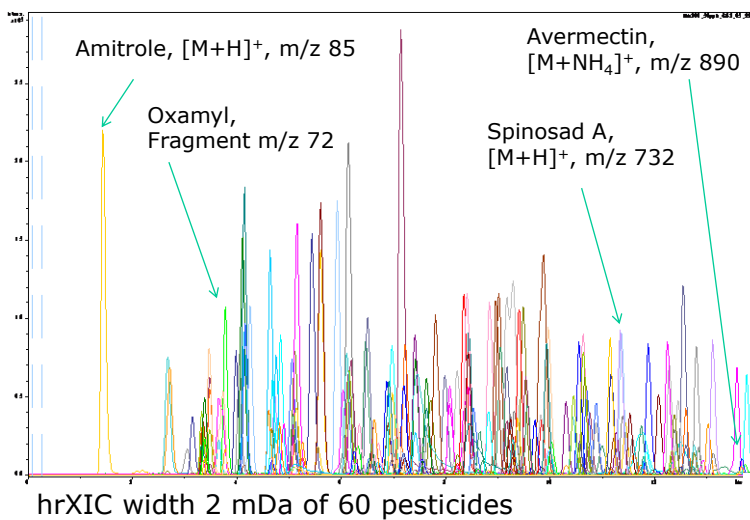 Amitrole, [M+H]⁺, m/z 85
Avermectin,
[M+NH₄]⁺, m/z 890
Oxamyl,
Fragment m/z 72
Spinosad A,
[M+H]⁺, m/z 732
hrXIC width 2 mDa of 60 pesticides